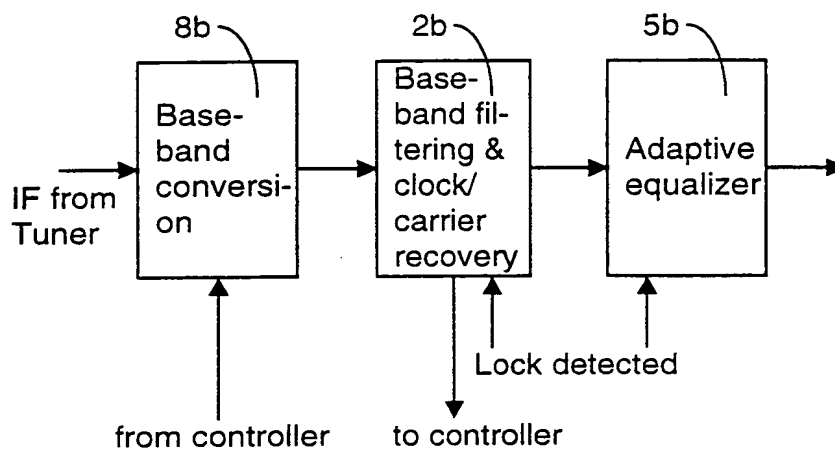 8b
2b
5b
Base-
band
conversi-
on
Base-
band fil-
tering &
clock/
carrier
recovery
Adaptive
equalizer
IF from
Tuner
Lock detected
from controller
to controller